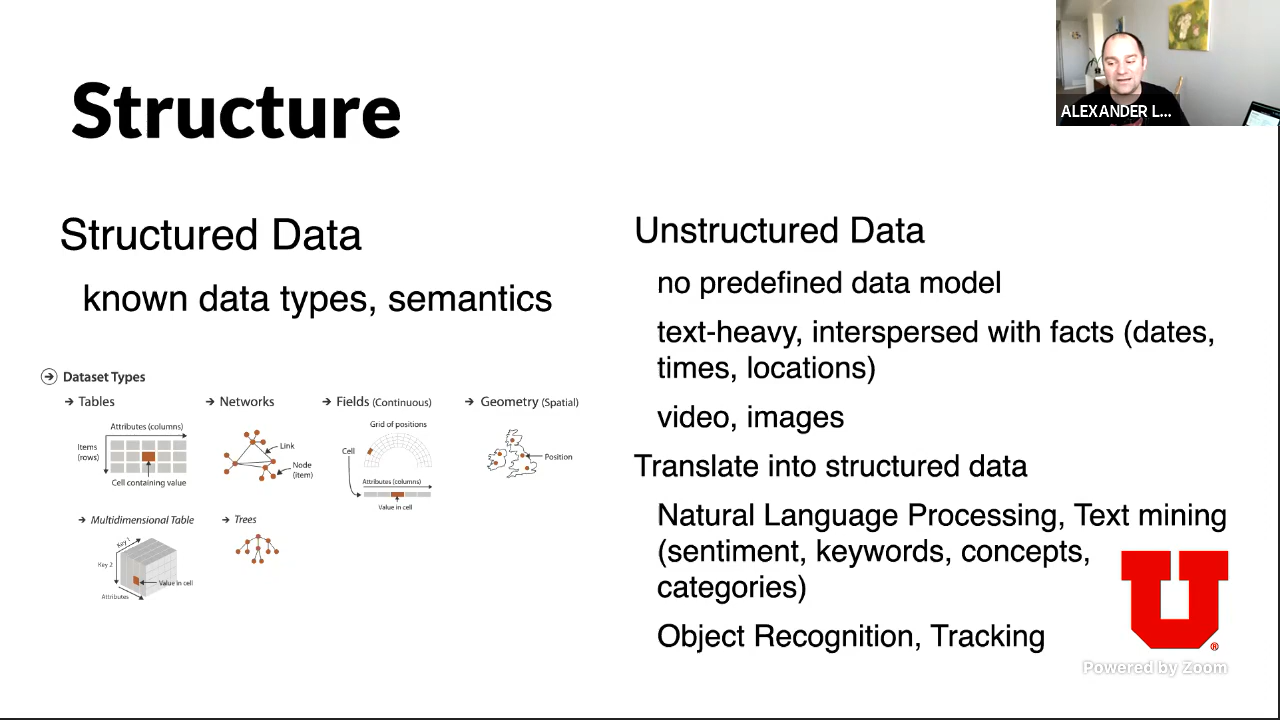 Structure
ALEXANDER L...
Structured Data
known data types, semantics
Dataset Types
Tables
Attributes (columns)
Items
(rows)
Cell containing value
Networks
Link
Node
(item)
Fields (Continuous)
Grid of positions
Cell
Attributes (columns)
Value in cell
Geometry (Spatial)
Position
Multidimensional Table
Key 1
Key 2
Value in cell
Attributes
Trees
Unstructured Data
no predefined data model
text-heavy, interspersed with facts (dates,
times, locations)
video, images
Translate into structured data
Natural Language Processing, Text mining
(sentiment, keywords, concepts,
categories)
Object Recognition, Tracking
U
®
Powered by Zoom